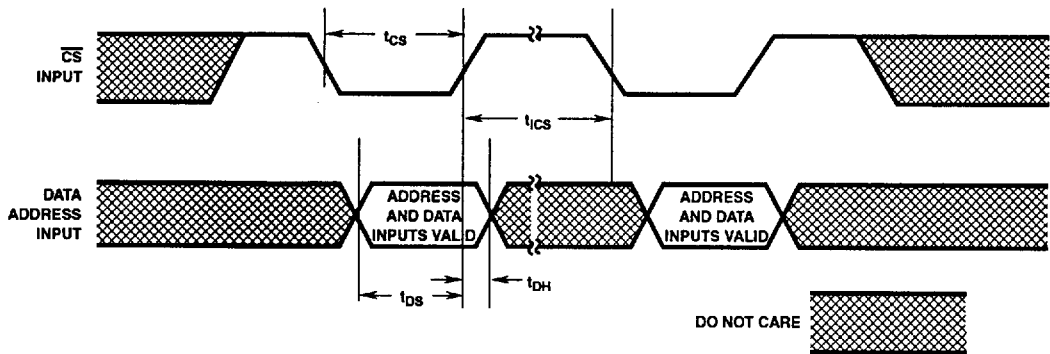 t_CS
C̅S̅
INPUT
t_ICS
DATA
ADDRESS
INPUT
ADDRESS
AND DATA
INPUTS VALID
ADDRESS
AND DATA
INPUTS VALID
t_DS
t_DH
DO NOT CARE